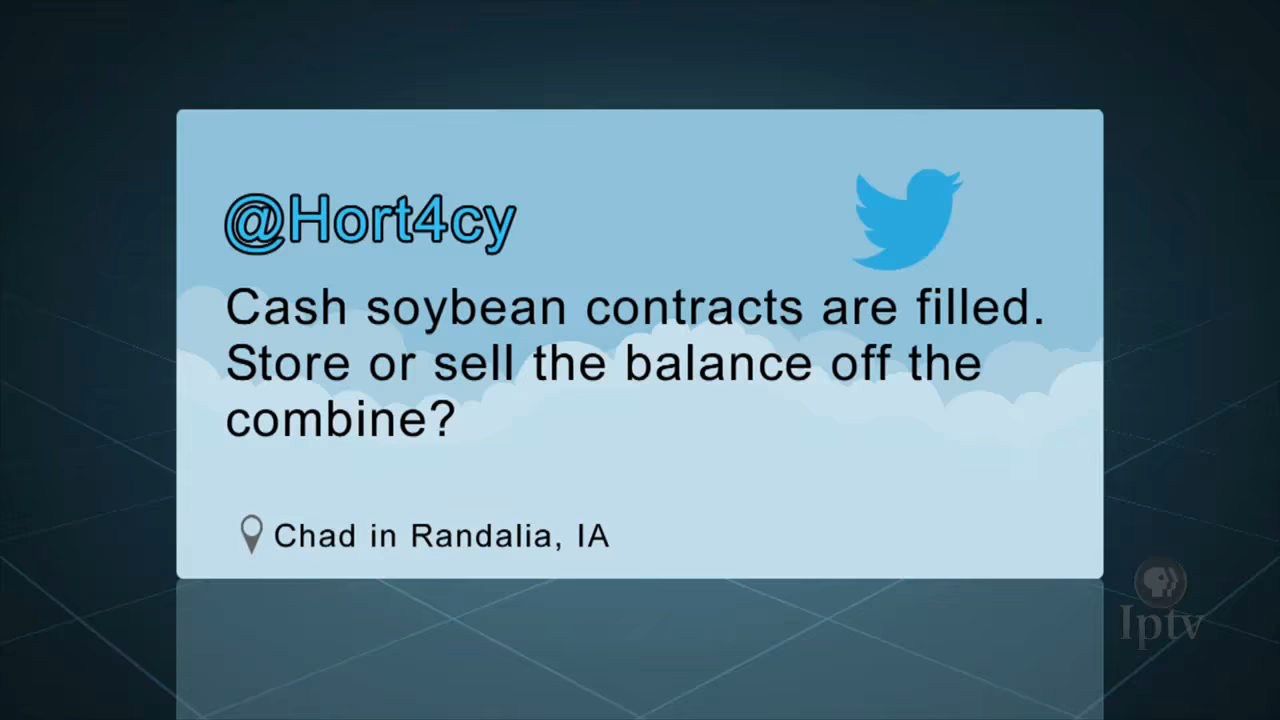 @Hort4cy
Cash soybean contracts are filled.
Store or sell the balance off the
combine?
Chad in Randalia, IA
Iptv